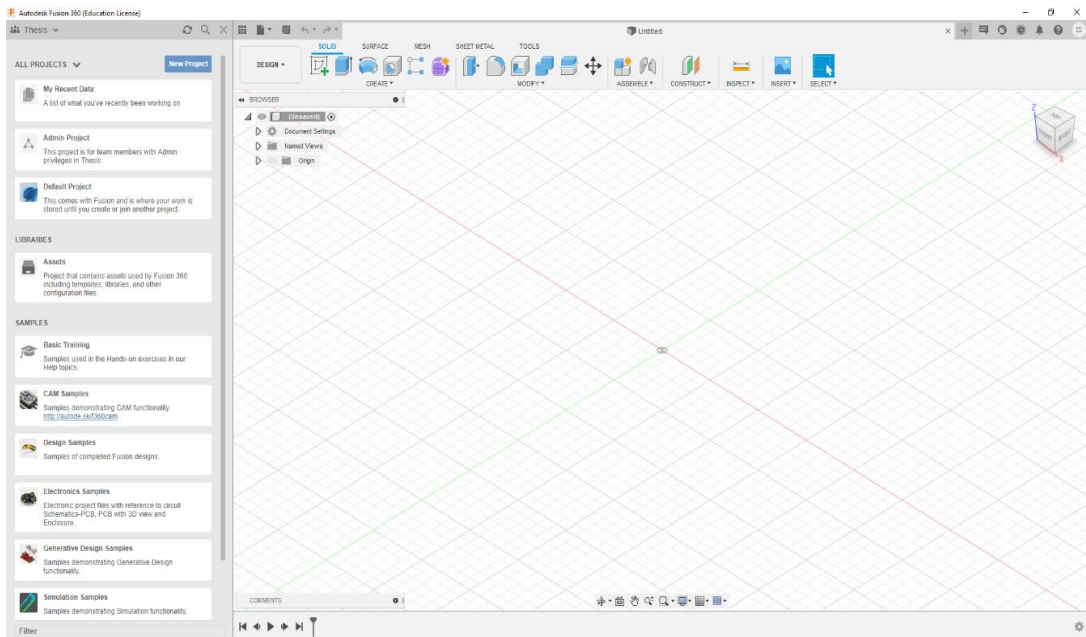 Autodesk Fusion 360 (Education License)
Thesis
Untitled
ALL PROJECTS
New Project
My Recent Data
A list of what you've recently been working on
Admin Project
This project is for team members with Admin
privileges in Thesis
Default Project
This comes with Fusion and is where your work is
stored until you create or join another project.
LIBRARIES
Assets
Project that contains assets used by Fusion 360
including templates, libraries, and other
configuration files.
SAMPLES
Basic Training
Samples used in the Hands-on exercises in our
Help topics.
CAM Samples
Samples demonstrating CAM functionality.
http://autode.sk/f360cam
Design Samples
Samples of completed Fusion designs
Electronics Samples
Electronic project files with reference to circuit
Schematics-PCB, PCB with 3D view and
Enclosure.
Generative Design Samples
Samples demonstrating Generative Design
functionality.
Simulation Samples
Samples demonstrating Simulation functionality.
Filter
SOLID SURFACE MESH SHEET METAL TOOLS
DESIGN
CREATE MODIFY ASSEMBLE CONSTRUCT INSPECT INSERT SELECT
BROWSER
(Unsaved)
Document Settings
Named Views
Origin
Z
TOP
FRONT RIGHT
X
COMMENTS